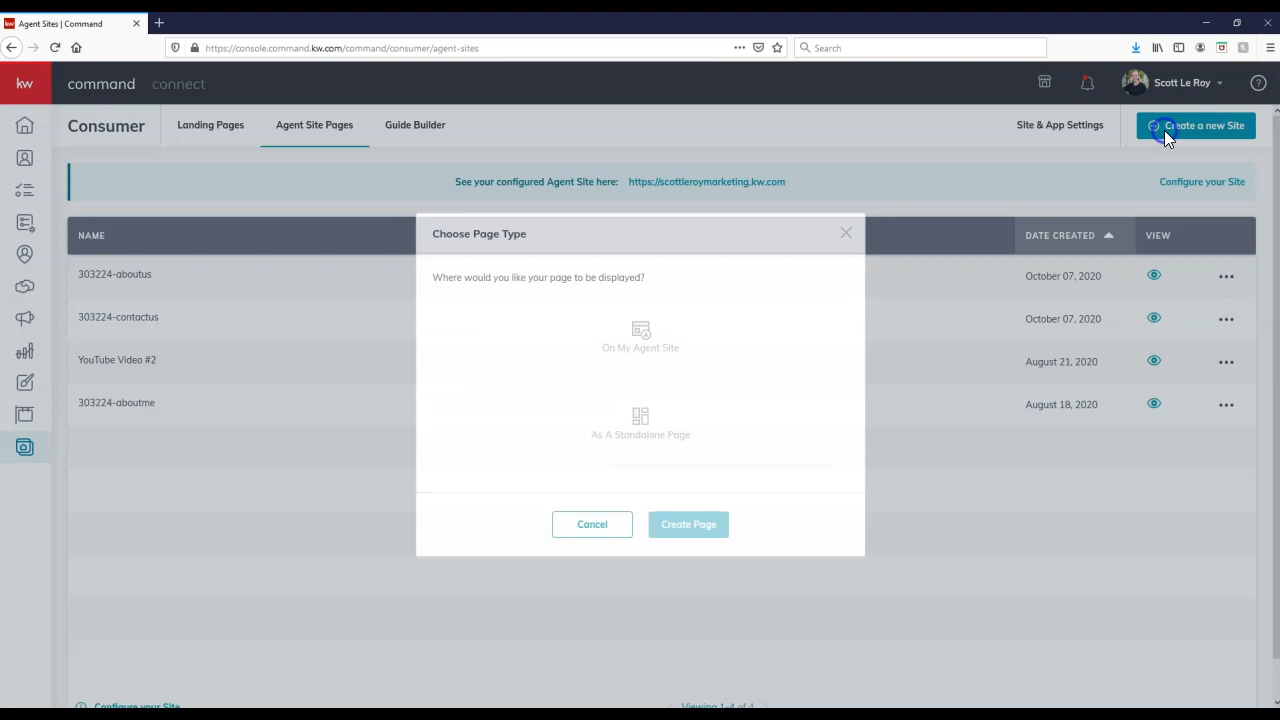 Agent Sites | Command
https://console.command.kw.com/command/consumer/agent-sites
Search
kw
command
connect
Scott Le Roy
Consumer
Landing Pages
Agent Site Pages
Guide Builder
Site & App Settings
Create a new Site
See your configured Agent Site here: https://scottleroymarketing.kw.com
Configure your Site
NAME
DATE CREATED
VIEW
303224-aboutus
October 07, 2020
303224-contactus
October 07, 2020
YouTube Video #2
August 21, 2020
303224-aboutme
August 18, 2020
Choose Page Type
Where would you like your page to be displayed?
On My Agent Site
As A Standalone Page
Cancel
Create Page
Configure your Site
Viewing 1-4 of 4